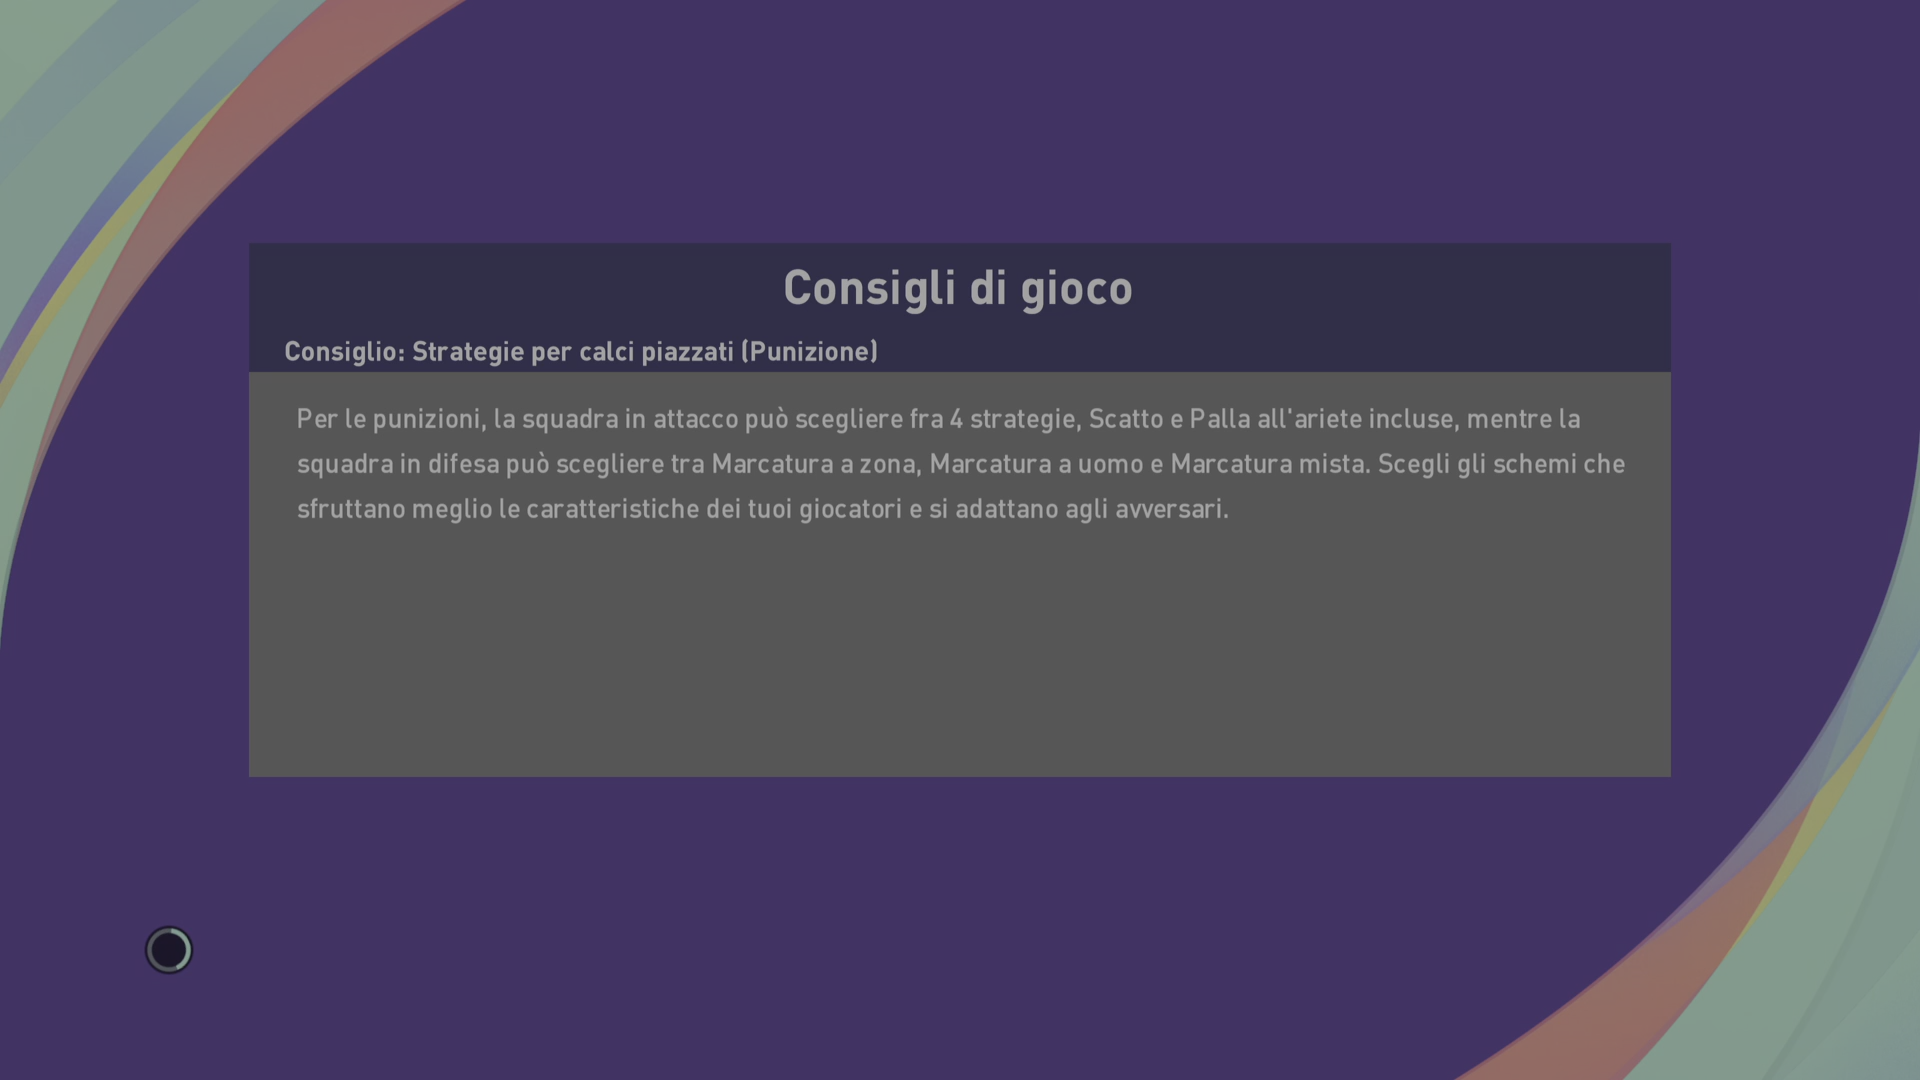 Consigli di gioco
Consiglio: Strategie per calci piazzati (Punizione)
Per le punizioni, la squadra in attacco può scegliere fra 4 strategie, Scatto e Palla all'ariete incluse, mentre la
squadra in difesa può scegliere tra Marcatura a zona, Marcatura a uomo e Marcatura mista. Scegli gli schemi che
sfruttano meglio le caratteristiche dei tuoi giocatori e si adattano agli avversari.